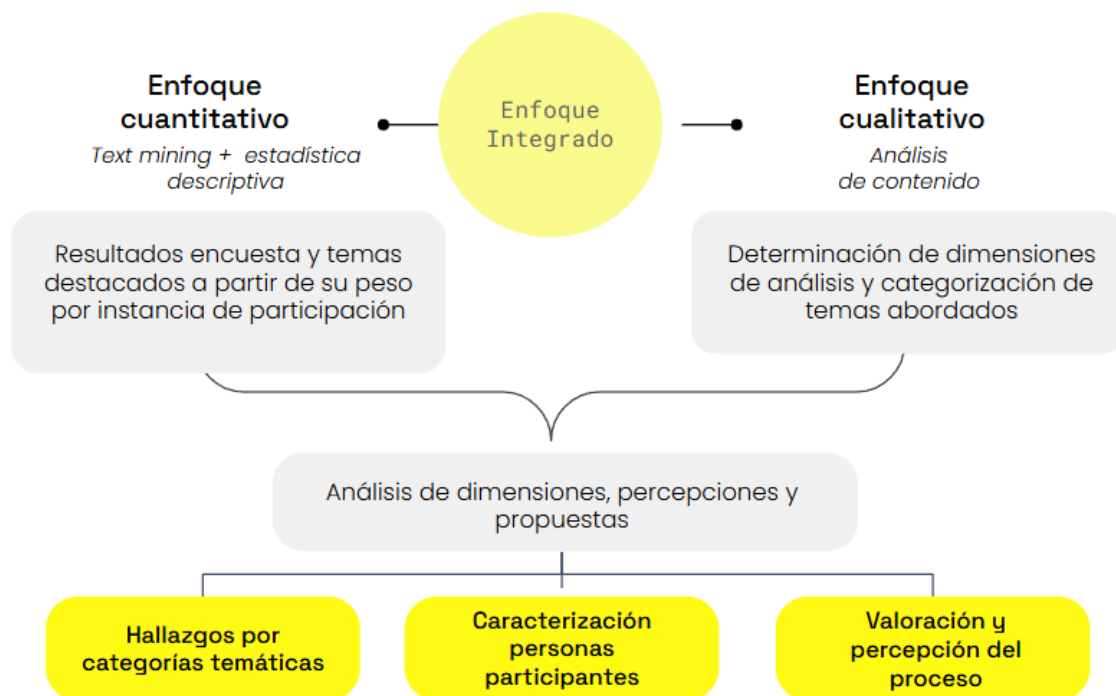 Enfoque
cuantitativo
Text mining + estadística
descriptiva
Enfoque
Integrado
Enfoque
cualitativo
Análisis
de contenido
Resultados encuesta y temas
destacados a partir de su peso
por instancia de participación
Determinación de dimensiones
de análisis y categorización de
temas abordados
Análisis de dimensiones, percepciones y
propuestas
Hallazgos por
categorías temáticas
Caracterización
personas
participantes
Valoración y
percepción del
proceso